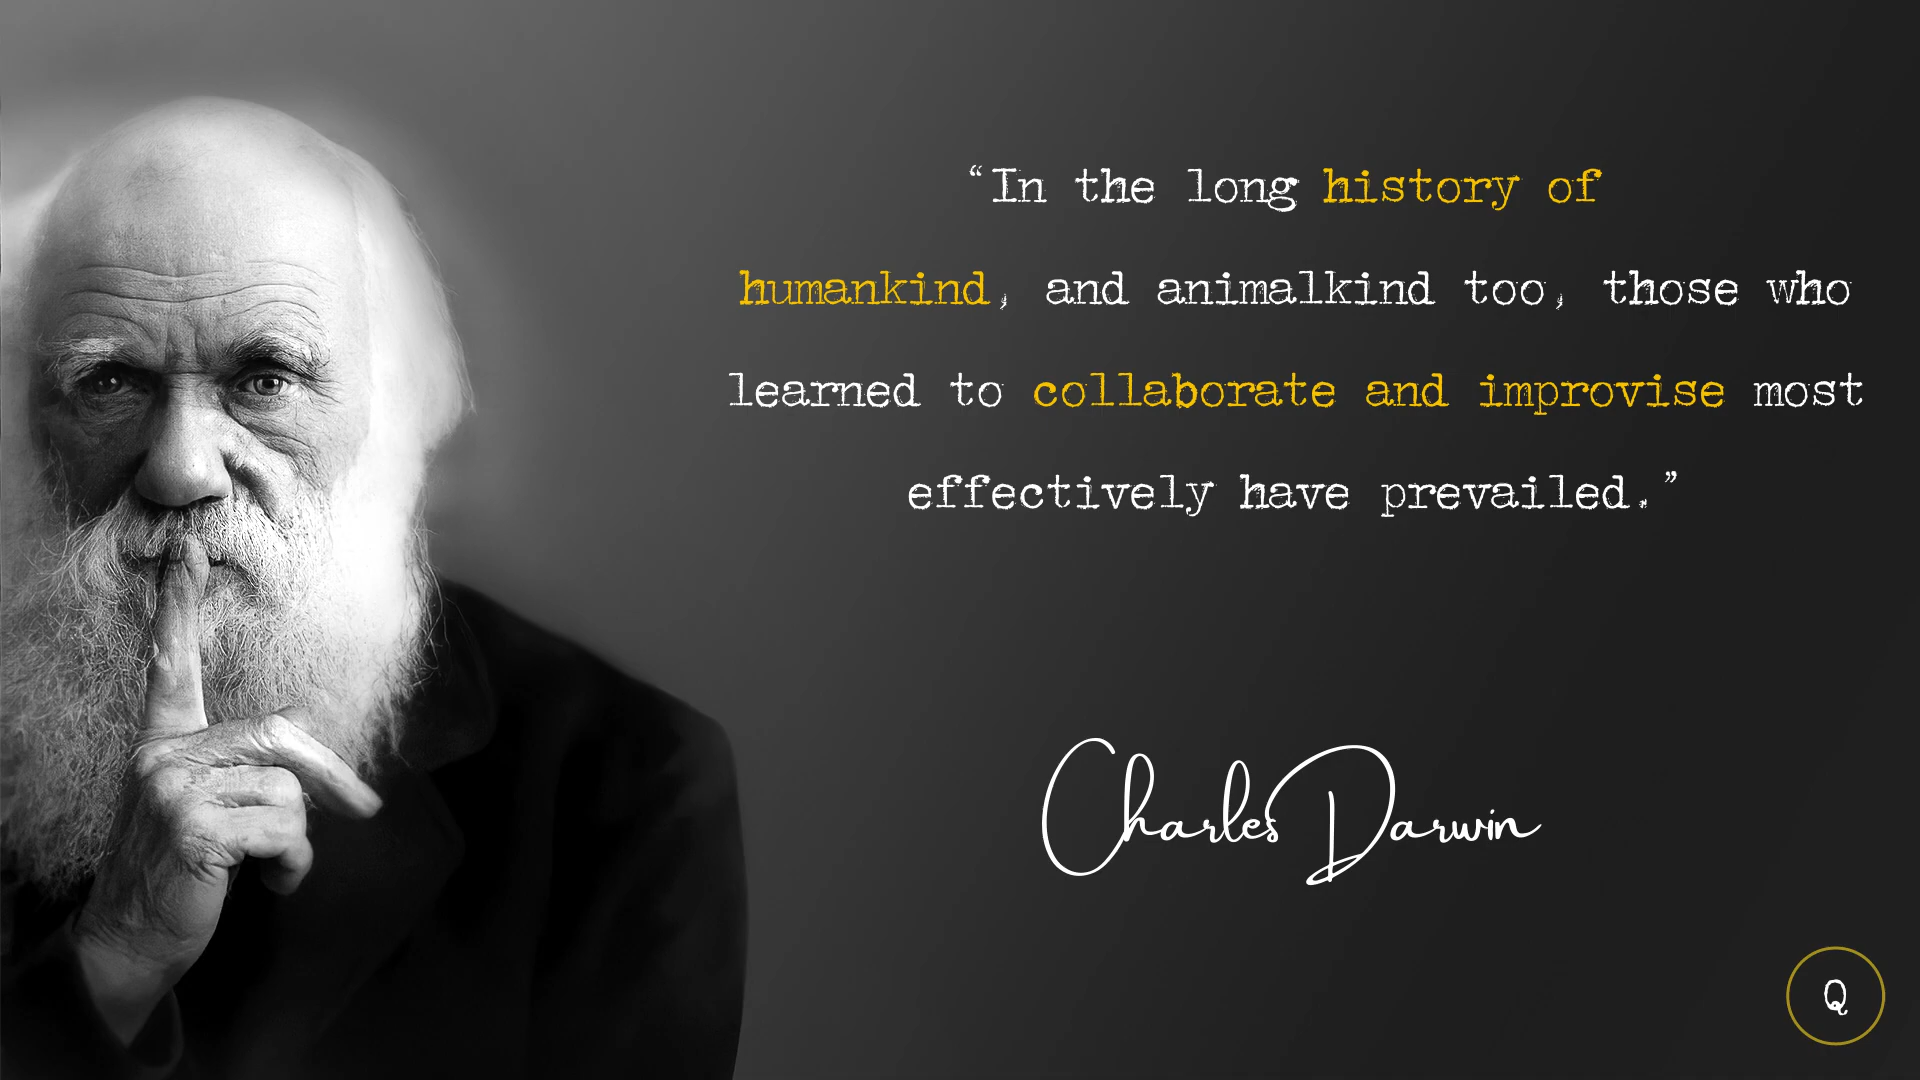 “In the long history of
humankind, and animalkind too, those who
learned to collaborate and improvise most
effectively have prevailed.”
Charles Darwin
Q